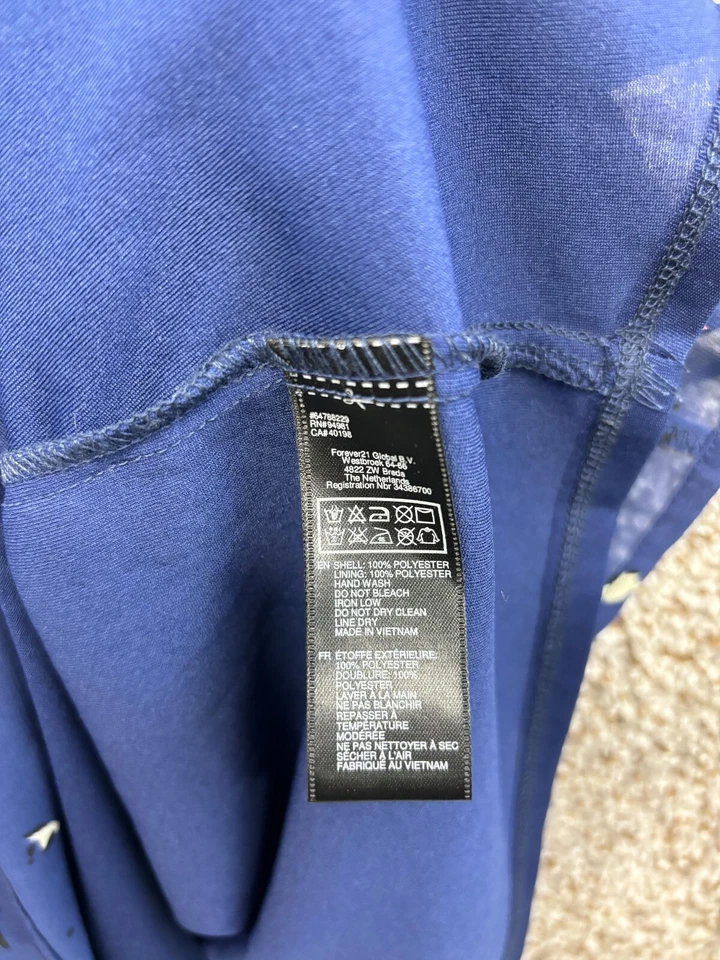 #64788229
RN#94981
CA#40198
Forever21 Global B.V.
Westbroek 64-66
4822 ZW Breda
The Netherlands
Registration Nbr 34386700
EN SHELL: 100% POLYESTER
LINING: 100% POLYESTER
HAND WASH
DO NOT BLEACH
IRON LOW
DO NOT DRY CLEAN
LINE DRY
MADE IN VIETNAM
FR ÉTOFFE EXTÉRIEURE:
100% POLYESTER
DOUBLURE: 100%
POLYESTER
LAVER À LA MAIN
NE PAS BLANCHIR
REPASSER À
TEMPÉRATURE
MODÉRÉE
NE PAS NETTOYER À SEC
SÉCHER À L'AIR
FABRIQUÉ AU VIETNAM